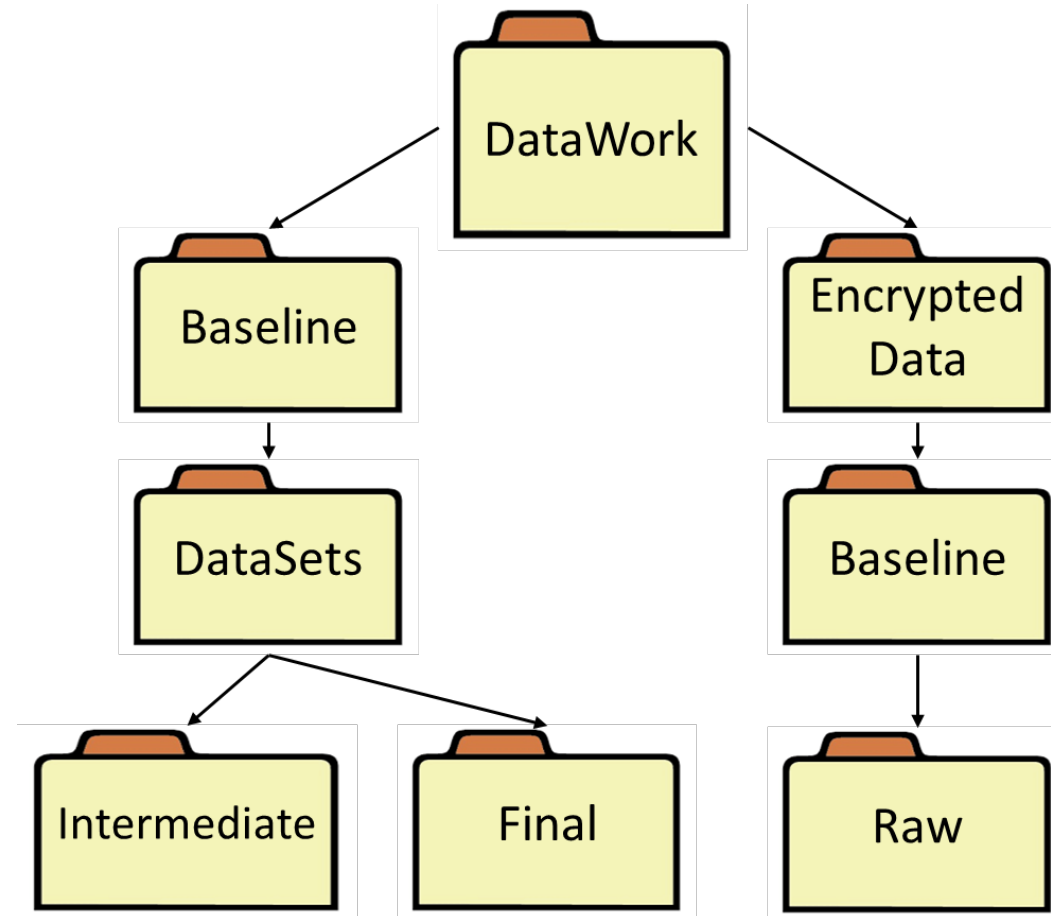 DataWork
Baseline
Encrypted
Data
DataSets
Baseline
Intermediate
Final
Raw